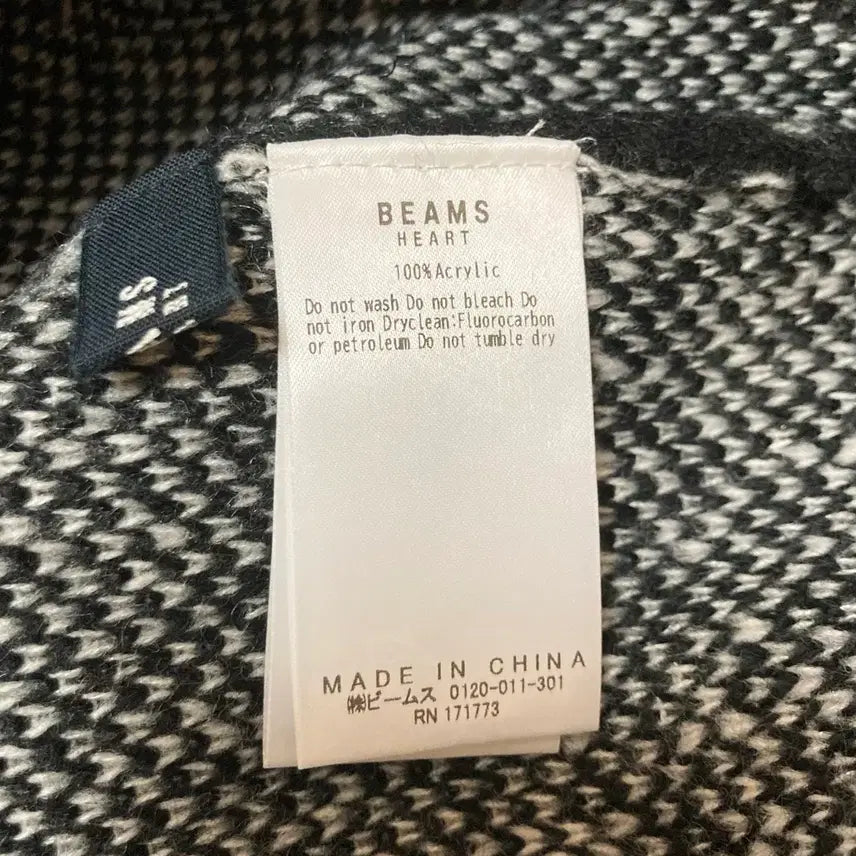 BEAMS
HEART
100%Acrylic
Do not wash Do not bleach Do
not iron Dryclean:Fluorocarbon
or petroleum Do not tumble dry
MADE IN CHINA
㈱ビームス 0120-011-301
RN 171773